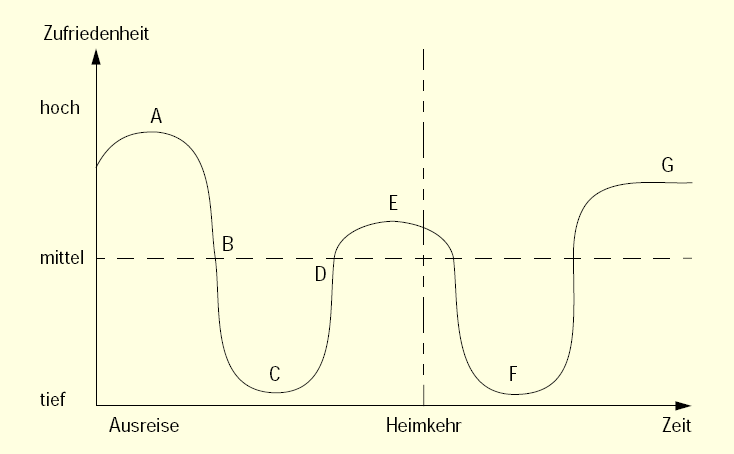 Zufriedenheit
hoch
A
G
E
B
mittel
D
C
F
tief
Ausreise Heimkehr Zeit